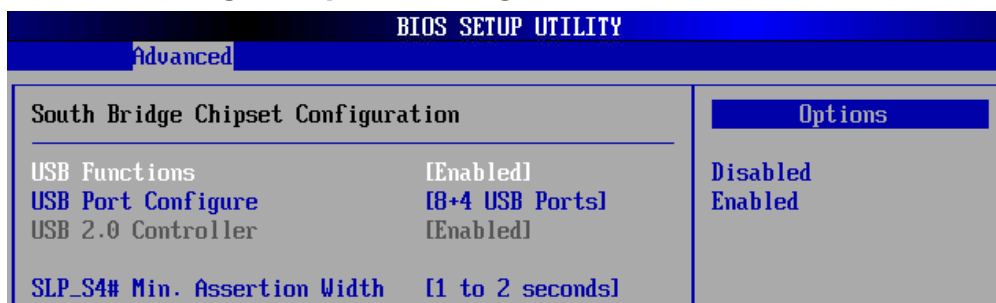 BIOS SETUP UTILITY
Advanced
South Bridge Chipset Configuration
USB Functions [Enabled]
USB Port Configure [8+4 USB Ports]
USB 2.0 Controller [Enabled]
SLP_S4# Min. Assertion Width [1 to 2 seconds]
Options
Disabled
Enabled